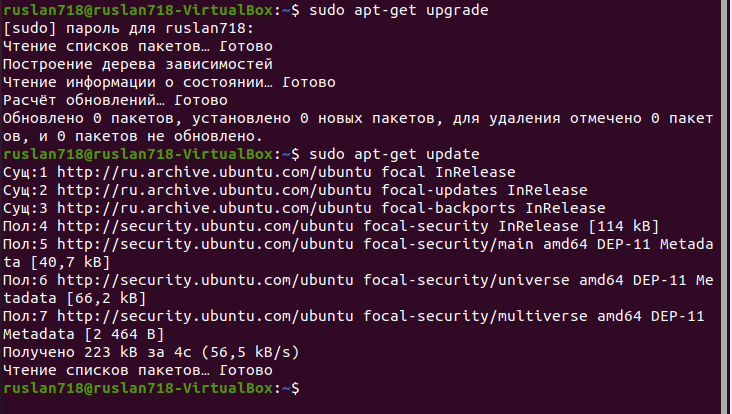 ruslan718@ruslan718-VirtualBox:~$ sudo apt-get upgrade
[sudo] пароль для ruslan718:
Чтение списков пакетов… Готово
Построение дерева зависимостей
Чтение информации о состоянии… Готово
Расчёт обновлений… Готово
Обновлено 0 пакетов, установлено 0 новых пакетов, для удаления отмечено 0 пакет
ов, и 0 пакетов не обновлено.
ruslan718@ruslan718-VirtualBox:~$ sudo apt-get update
Сущ:1 http://ru.archive.ubuntu.com/ubuntu focal InRelease
Сущ:2 http://ru.archive.ubuntu.com/ubuntu focal-updates InRelease
Сущ:3 http://ru.archive.ubuntu.com/ubuntu focal-backports InRelease
Пол:4 http://security.ubuntu.com/ubuntu focal-security InRelease [114 kB]
Пол:5 http://security.ubuntu.com/ubuntu focal-security/main amd64 DEP-11 Metada
ta [40,7 kB]
Пол:6 http://security.ubuntu.com/ubuntu focal-security/universe amd64 DEP-11 Me
tadata [66,2 kB]
Пол:7 http://security.ubuntu.com/ubuntu focal-security/multiverse amd64 DEP-11
Metadata [2 464 B]
Получено 223 kB за 4с (56,5 kB/s)
Чтение списков пакетов… Готово
ruslan718@ruslan718-VirtualBox:~$